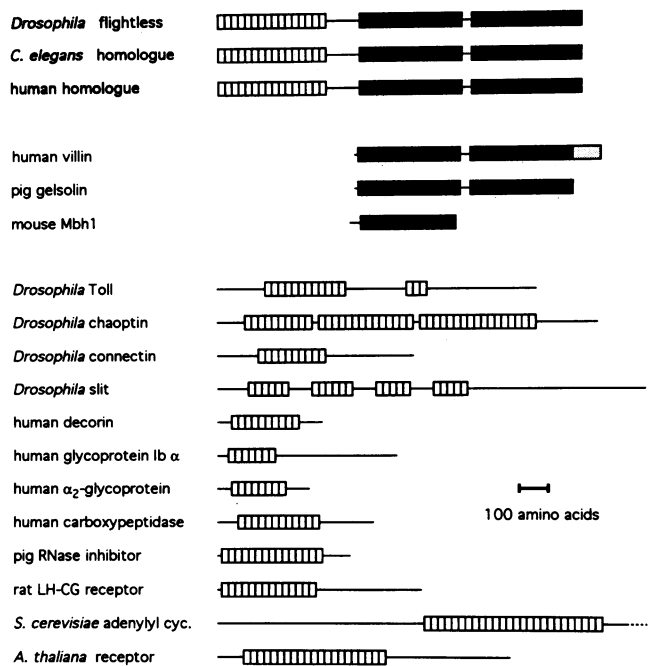 Drosophila flightless
C. elegans homologue
human homologue
human villin
pig gelsolin
mouse Mbh1
Drosophila Toll
Drosophila chaoptin
Drosophila connectin
Drosophila slit
human decorin
human glycoprotein Ib α
human α₂-glycoprotein
human carboxypeptidase
pig RNase inhibitor
rat LH-CG receptor
S. cerevisiae adenylyl cyc.
A. thaliana receptor
100 amino acids